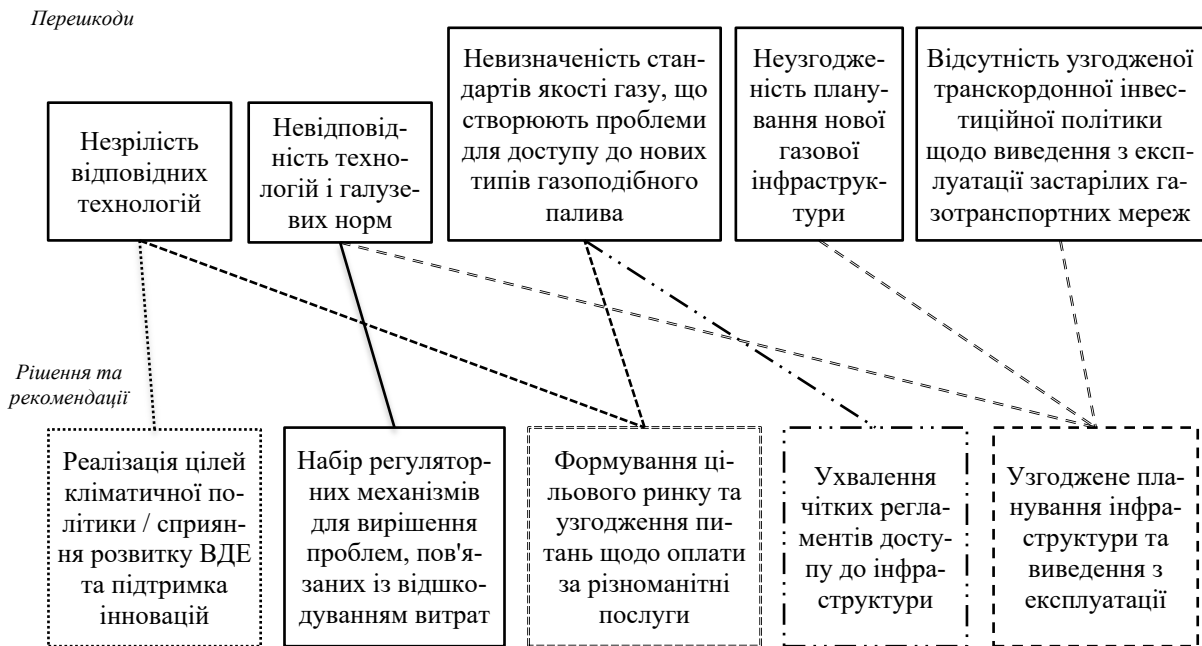 Перешкоди
Незрілість
відповідних
технологій
Невідповід-
ність техно-
логій і галузе-
вих норм
Невизначеність стан-
дартів якості газу, що
створюють проблеми
для доступу до нових
типів газоподібного
палива
Неузгодже-
ність плану-
вання нової
газової
інфраструк-
тури
Відсутність узгодженої
транскордонної інвес-
тиційної політики
щодо виведення з експ-
луатації застарілих га-
зотранспортних мереж
Рішення та
рекомендації
Реалізація цілей
кліматичної по-
літики / сприян-
ня розвитку ВДЕ
та підтримка
інновацій
Набір регулятор-
них механізмів
для вирішення
проблем, пов'я-
заних із відшко-
дуванням витрат
Формування ці-
льового ринку та
узгодження пи-
тань щодо оплати
за різноманітні
послуги
Ухвалення
чітких регла-
ментів досту-
пу до інфра-
структури
Узгоджене пла-
нування інфра-
структури та
виведення з
експлуатації